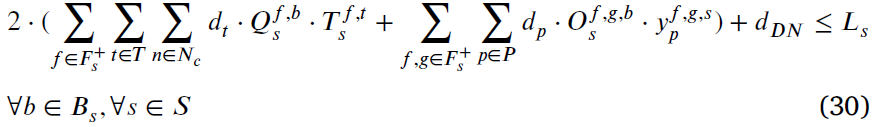 2 · ( ∑_{f∈F_s^+} ∑_{t∈T} ∑_{n∈N_c} d_t · Q_s^{f,b} · T_s^{f,t} + ∑_{f,g∈F_s^+} ∑_{p∈P} d_p · O_s^{f,g,b} · y_p^{f,g,s}) + d_{DN} ≤ L_s
∀b ∈ B_s, ∀s ∈ S (30)